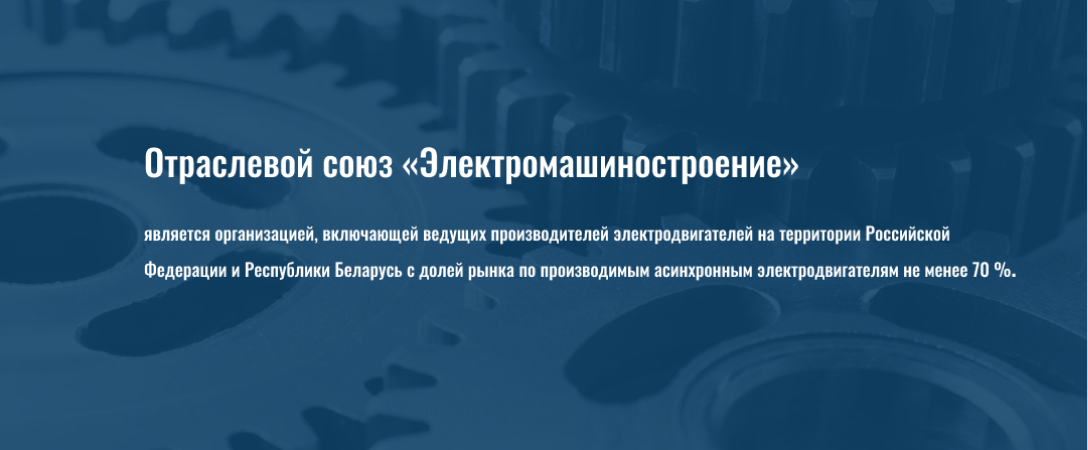 Отраслевой союз «Электромашиностроение»
является организацией, включающей ведущих производителей электродвигателей на территории Российской
Федерации и Республики Беларусь с долей рынка по производимым асинхронным электродвигателям не менее 70 %.